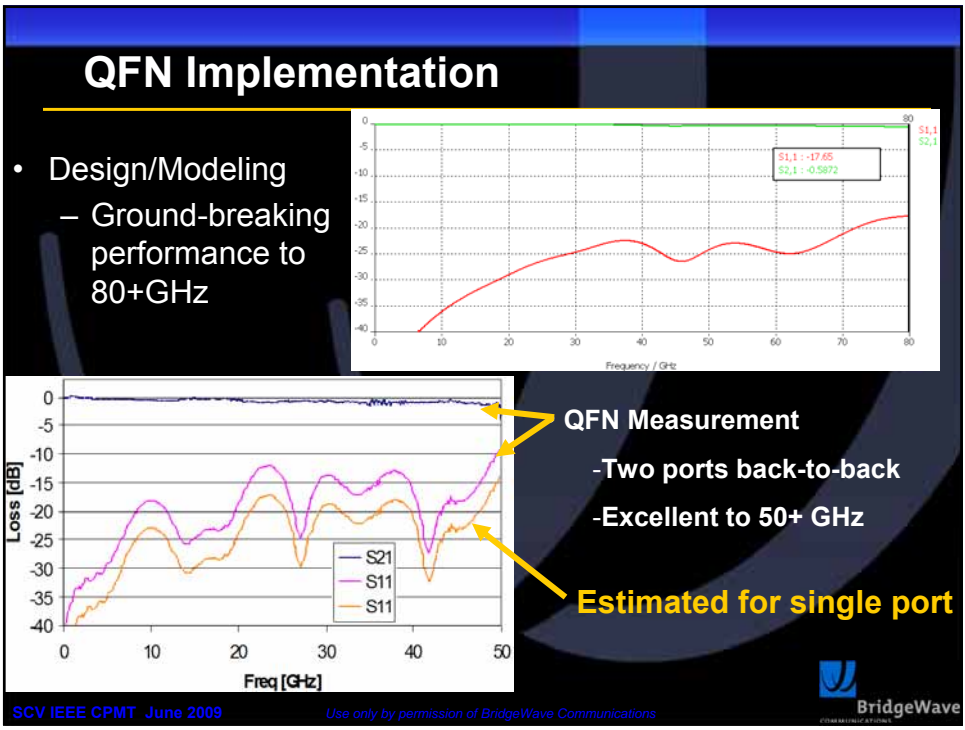 QFN Implementation
• Design/Modeling
– Ground-breaking
performance to
80+GHz
0
-5
-10
-15
-20
-25
-30
-35
-40
0
10
20
30
40
50
60
70
80
80
S1,1
S2,1
S1,1 : -17.65
S2,1 : -0.5872
Frequency / GHz
Loss [dB]
0
-5
-10
-15
-20
-25
-30
-35
-40
S21
S11
S11
0
10
20
30
40
50
Freq [GHz]
QFN Measurement
-Two ports back-to-back
-Excellent to 50+ GHz
Estimated for single port
SCV IEEE CPMT June 2009
Use only by permission of BridgeWave Communications
BridgeWave
COMMUNICATIONS